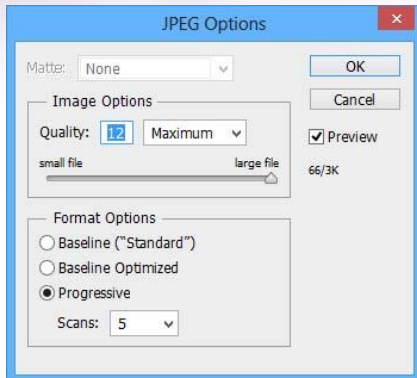 JPEG Options
Matte: None
OK
Image Options
Cancel
Quality: 12 Maximum
Preview
small file large file
66/3K
Format Options
Baseline ("Standard")
Baseline Optimized
Progressive
Scans: 5